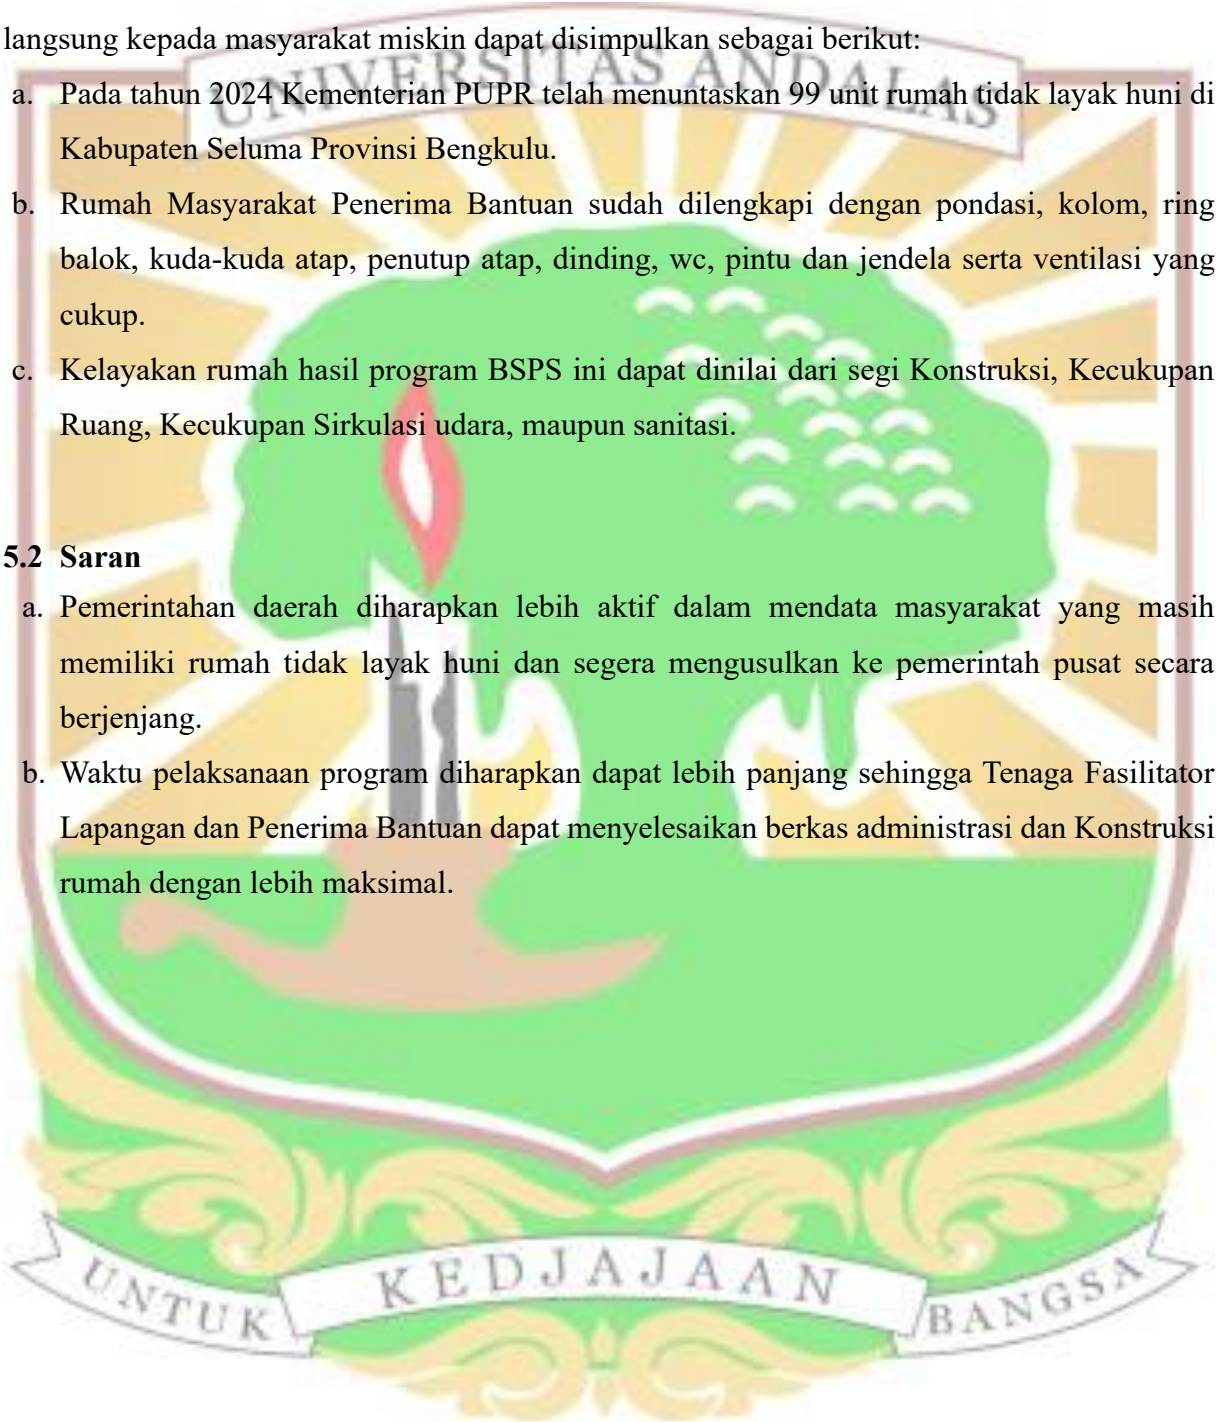 langsung kepada masyarakat miskin dapat disimpulkan sebagai berikut:
UNIVERSITAS ANDALAS
a. Pada tahun 2024 Kementerian PUPR telah menuntaskan 99 unit rumah tidak layak huni di
Kabupaten Seluma Provinsi Bengkulu.
b. Rumah Masyarakat Penerima Bantuan sudah dilengkapi dengan pondasi, kolom, ring
balok, kuda-kuda atap, penutup atap, dinding, wc, pintu dan jendela serta ventilasi yang
cukup.
c. Kelayakan rumah hasil program BSPS ini dapat dinilai dari segi Konstruksi, Kecukupan
Ruang, Kecukupan Sirkulasi udara, maupun sanitasi.
5.2 Saran
a. Pemerintahan daerah diharapkan lebih aktif dalam mendata masyarakat yang masih
memiliki rumah tidak layak huni dan segera mengusulkan ke pemerintah pusat secara
berjenjang.
b. Waktu pelaksanaan program diharapkan dapat lebih panjang sehingga Tenaga Fasilitator
Lapangan dan Penerima Bantuan dapat menyelesaikan berkas administrasi dan Konstruksi
rumah dengan lebih maksimal.
UNTUK KEDJAJAAN BANGSA